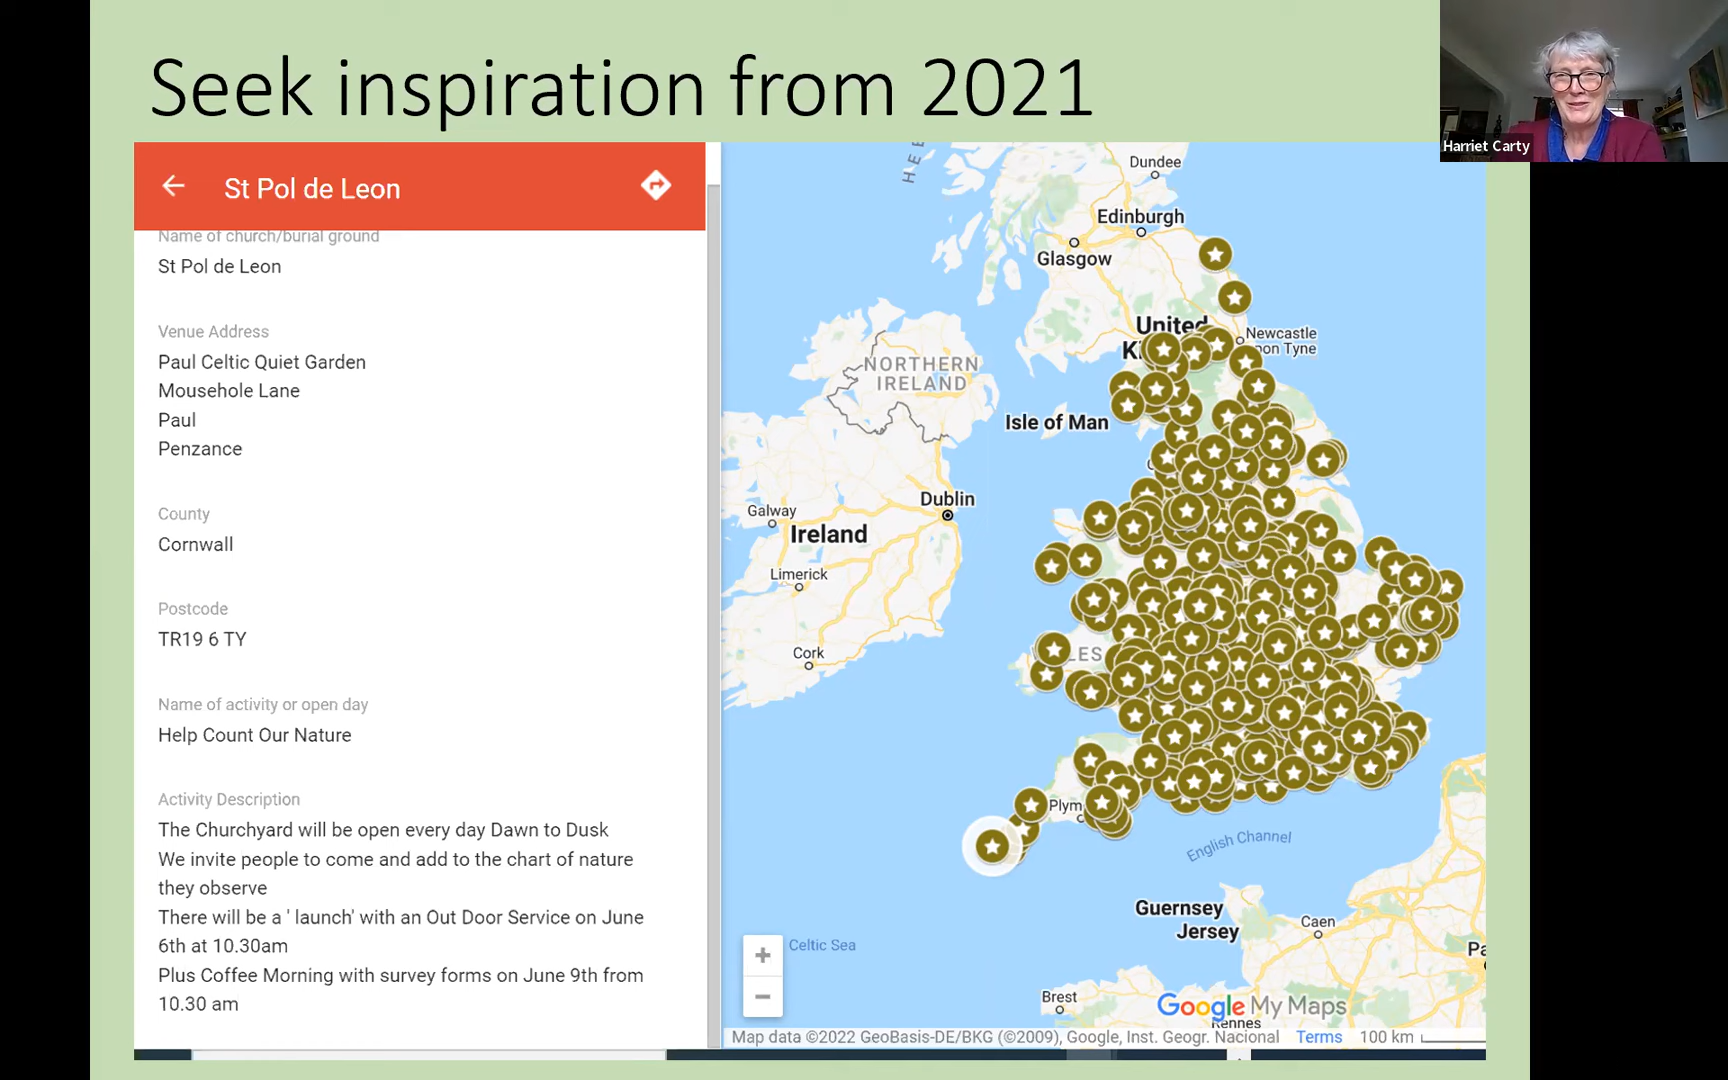 Seek inspiration from 2021
Harriet Carty
St Pol de Leon
Name of church/burial ground
St Pol de Leon
Venue Address
Paul Celtic Quiet Garden
Mousehole Lane
Paul
Penzance
County
Cornwall
Postcode
TR19 6 TY
Name of activity or open day
Help Count Our Nature
Activity Description
The Churchyard will be open every day Dawn to Dusk
We invite people to come and add to the chart of nature
they observe
There will be a ' launch' with an Out Door Service on June
6th at 10.30am
Plus Coffee Morning with survey forms on June 9th from
10.30 am
Dundee
Edinburgh
Glasgow
United
Newcastle
NORTHERN
IRELAND
Isle of Man
Dublin
Galway
Ireland
Limerick
Cork
Plym
English Channel
Guernsey
Jersey
Caen
Celtic Sea
Brest
Rennes
Google My Maps
Map data ©2022 GeoBasis-DE/BKG (©2009), Google, Inst. Geogr. Nacional
Terms
100 km